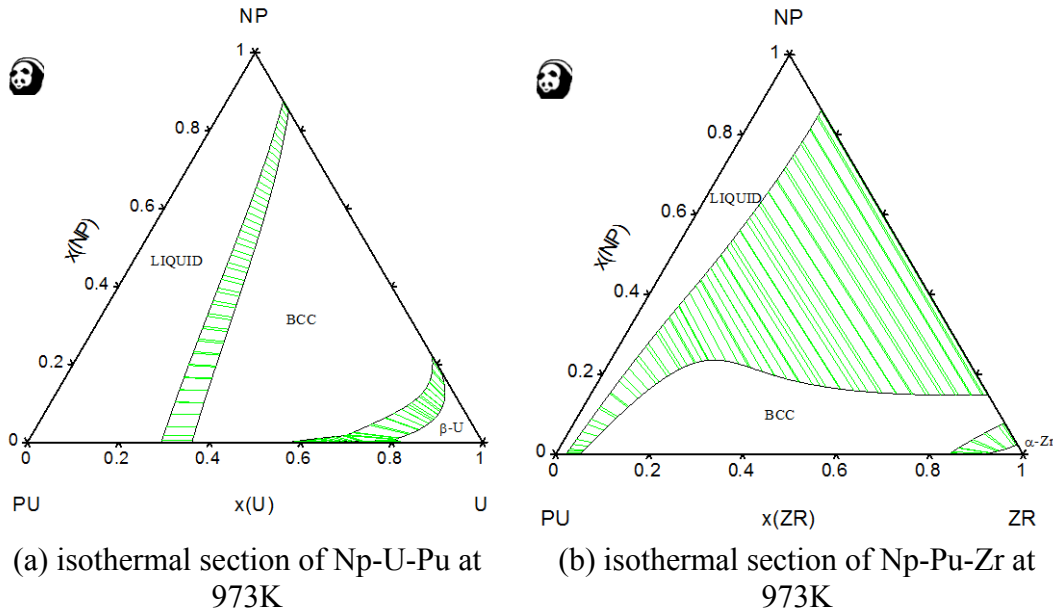 NP
1
0.8
0.6
0.4
0.2
0
x(NP)
LIQUID
BCC
β-U
0
0.2
0.4
0.6
0.8
1
PU
x(U)
U
(a) isothermal section of Np-U-Pu at
973K
NP
1
0.8
0.6
0.4
0.2
0
x(NP)
LIQUID
BCC
α-Zr
0
0.2
0.4
0.6
0.8
1
PU
x(ZR)
ZR
(b) isothermal section of Np-Pu-Zr at
973K